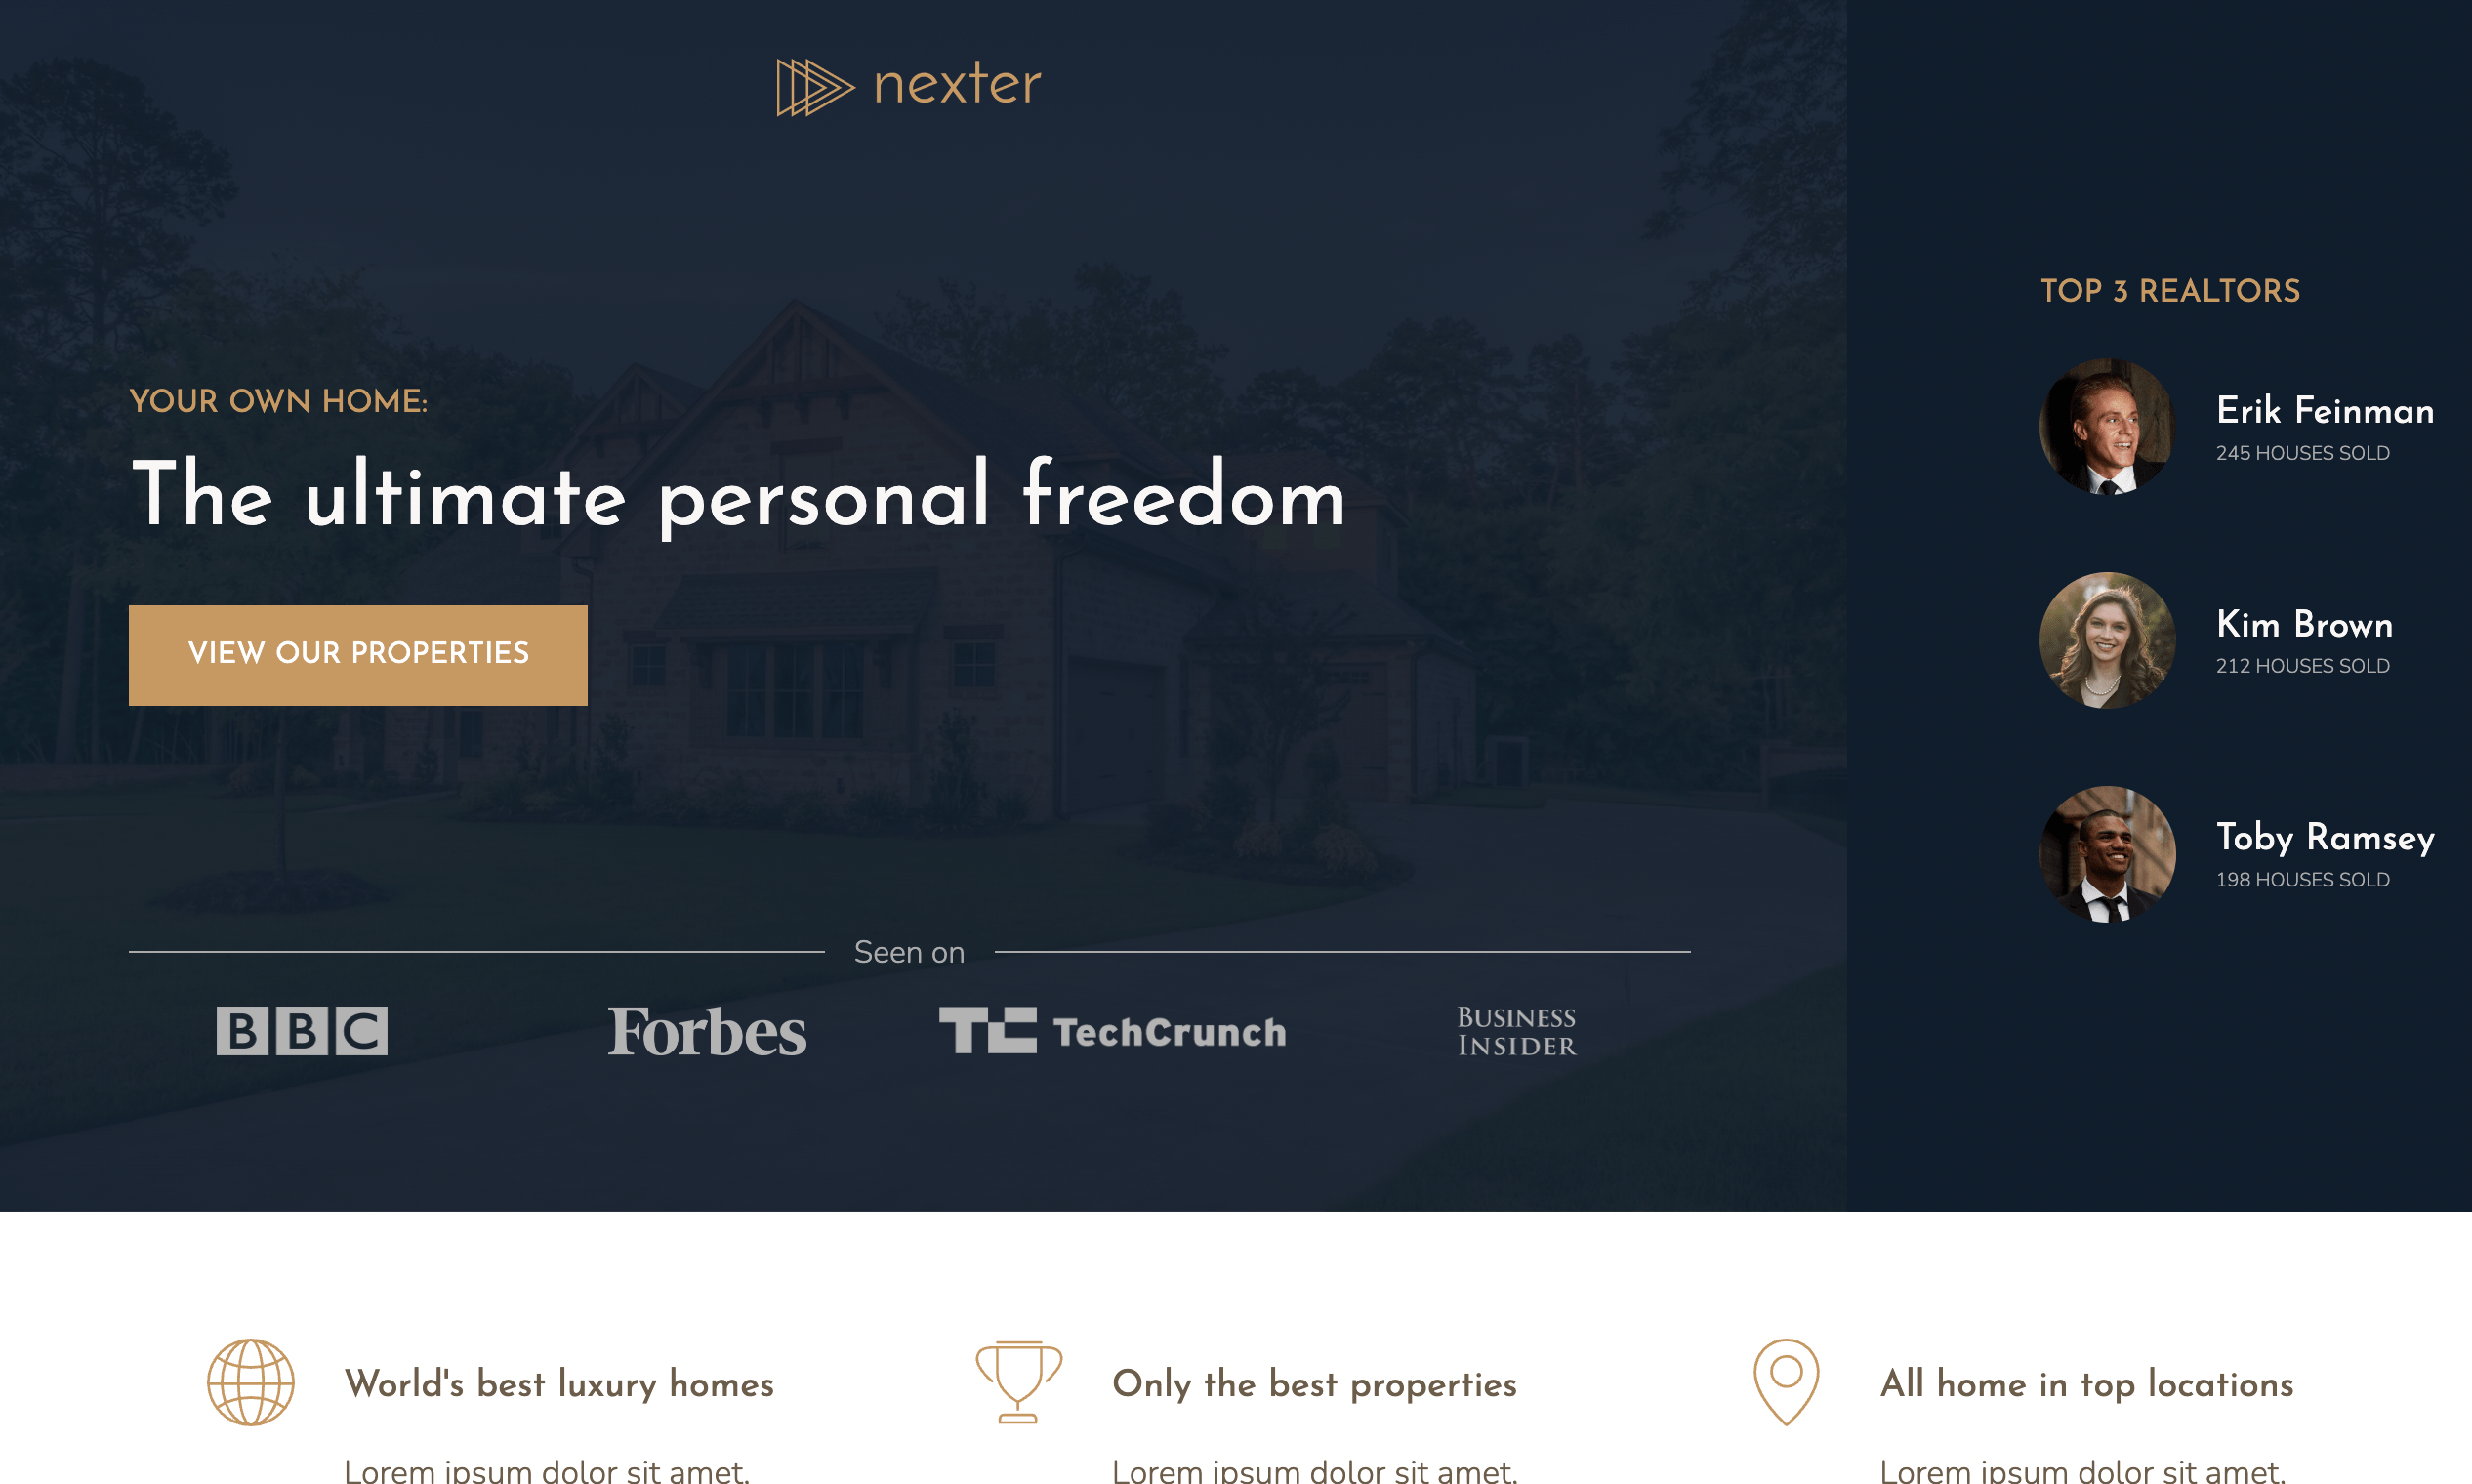 nexter
YOUR OWN HOME:
The ultimate personal freedom
VIEW OUR PROPERTIES
Seen on
BBC
Forbes
TC TechCrunch
BUSINESS
INSIDER
TOP 3 REALTORS
Erik Feinman
245 HOUSES SOLD
Kim Brown
212 HOUSES SOLD
Toby Ramsey
198 HOUSES SOLD
World's best luxury homes
Lorem ipsum dolor sit amet,
Only the best properties
Lorem ipsum dolor sit amet,
All home in top locations
Lorem ipsum dolor sit amet,